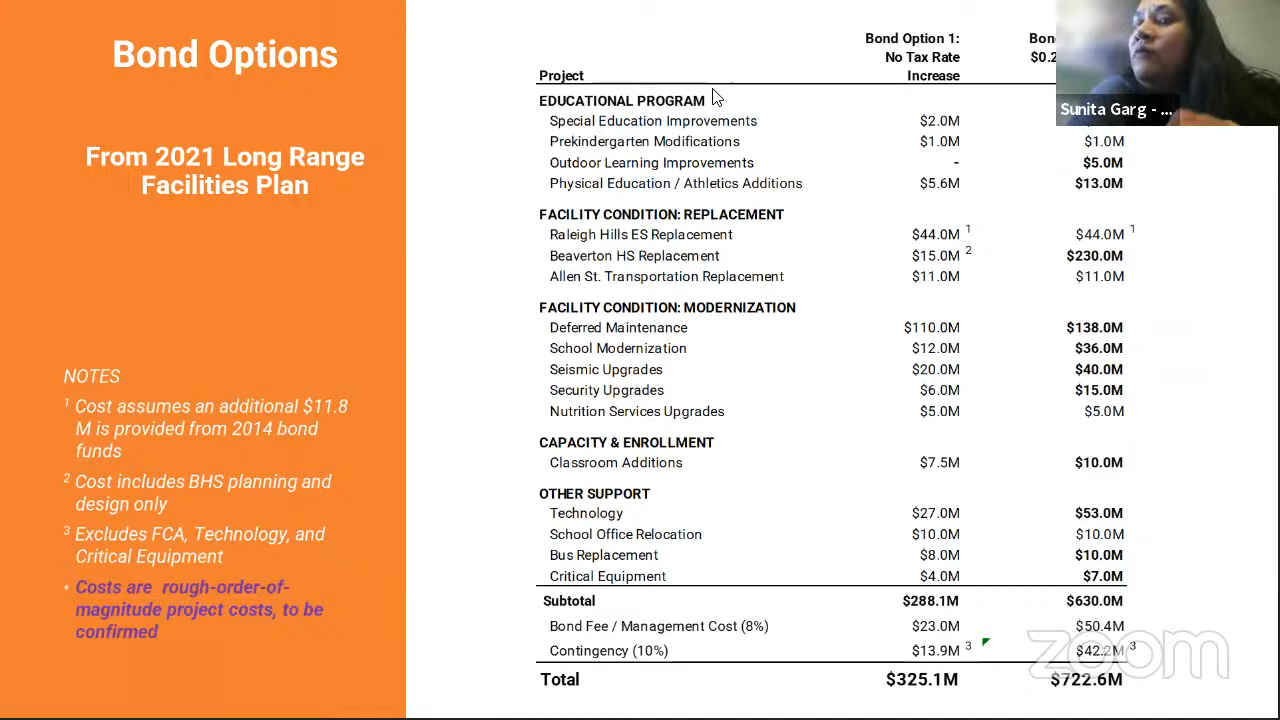 Bond Options
From 2021 Long Range
Facilities Plan
NOTES
1 Cost assumes an additional $11.8
M is provided from 2014 bond
funds
2 Cost includes BHS planning and
design only
3 Excludes FCA, Technology, and
Critical Equipment
* Costs are rough-order-of-
magnitude project costs, to be
confirmed
Bond Option 1:
No Tax Rate
Increase
Bon
$0.2
Project
EDUCATIONAL PROGRAM
Special Education Improvements $2.0M
Prekindergarten Modifications $1.0M $1.0M
Outdoor Learning Improvements - $5.0M
Physical Education / Athletics Additions $5.6M $13.0M
FACILITY CONDITION: REPLACEMENT
Raleigh Hills ES Replacement $44.0M 1 $44.0M 1
Beaverton HS Replacement $15.0M 2 $230.0M
Allen St. Transportation Replacement $11.0M $11.0M
FACILITY CONDITION: MODERNIZATION
Deferred Maintenance $110.0M $138.0M
School Modernization $12.0M $36.0M
Seismic Upgrades $20.0M $40.0M
Security Upgrades $6.0M $15.0M
Nutrition Services Upgrades $5.0M $5.0M
CAPACITY & ENROLLMENT
Classroom Additions $7.5M $10.0M
OTHER SUPPORT
Technology $27.0M $53.0M
School Office Relocation $10.0M $10.0M
Bus Replacement $8.0M $10.0M
Critical Equipment $4.0M $7.0M
Subtotal $288.1M $630.0M
Bond Fee / Management Cost (8%) $23.0M $50.4M
Contingency (10%) $13.9M 3 $42.2M 3
Total $325.1M $722.6M
Sunita Garg - ...
zoom